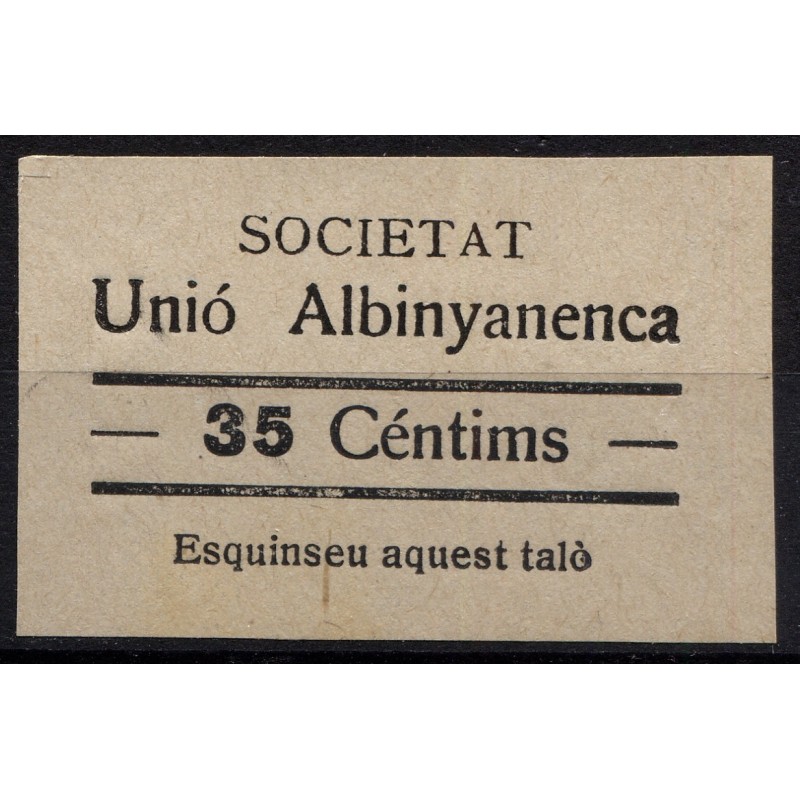 SOCIETAT
Unió Albinyanenca
— 35 Céntims —
Esquinseu aquest talò